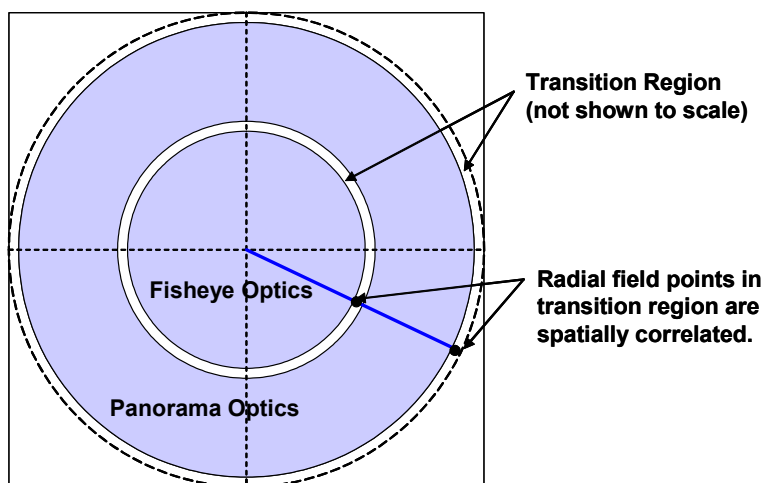 Transition Region
(not shown to scale)
Fisheye Optics
Radial field points in
transition region are
spatially correlated.
Panorama Optics